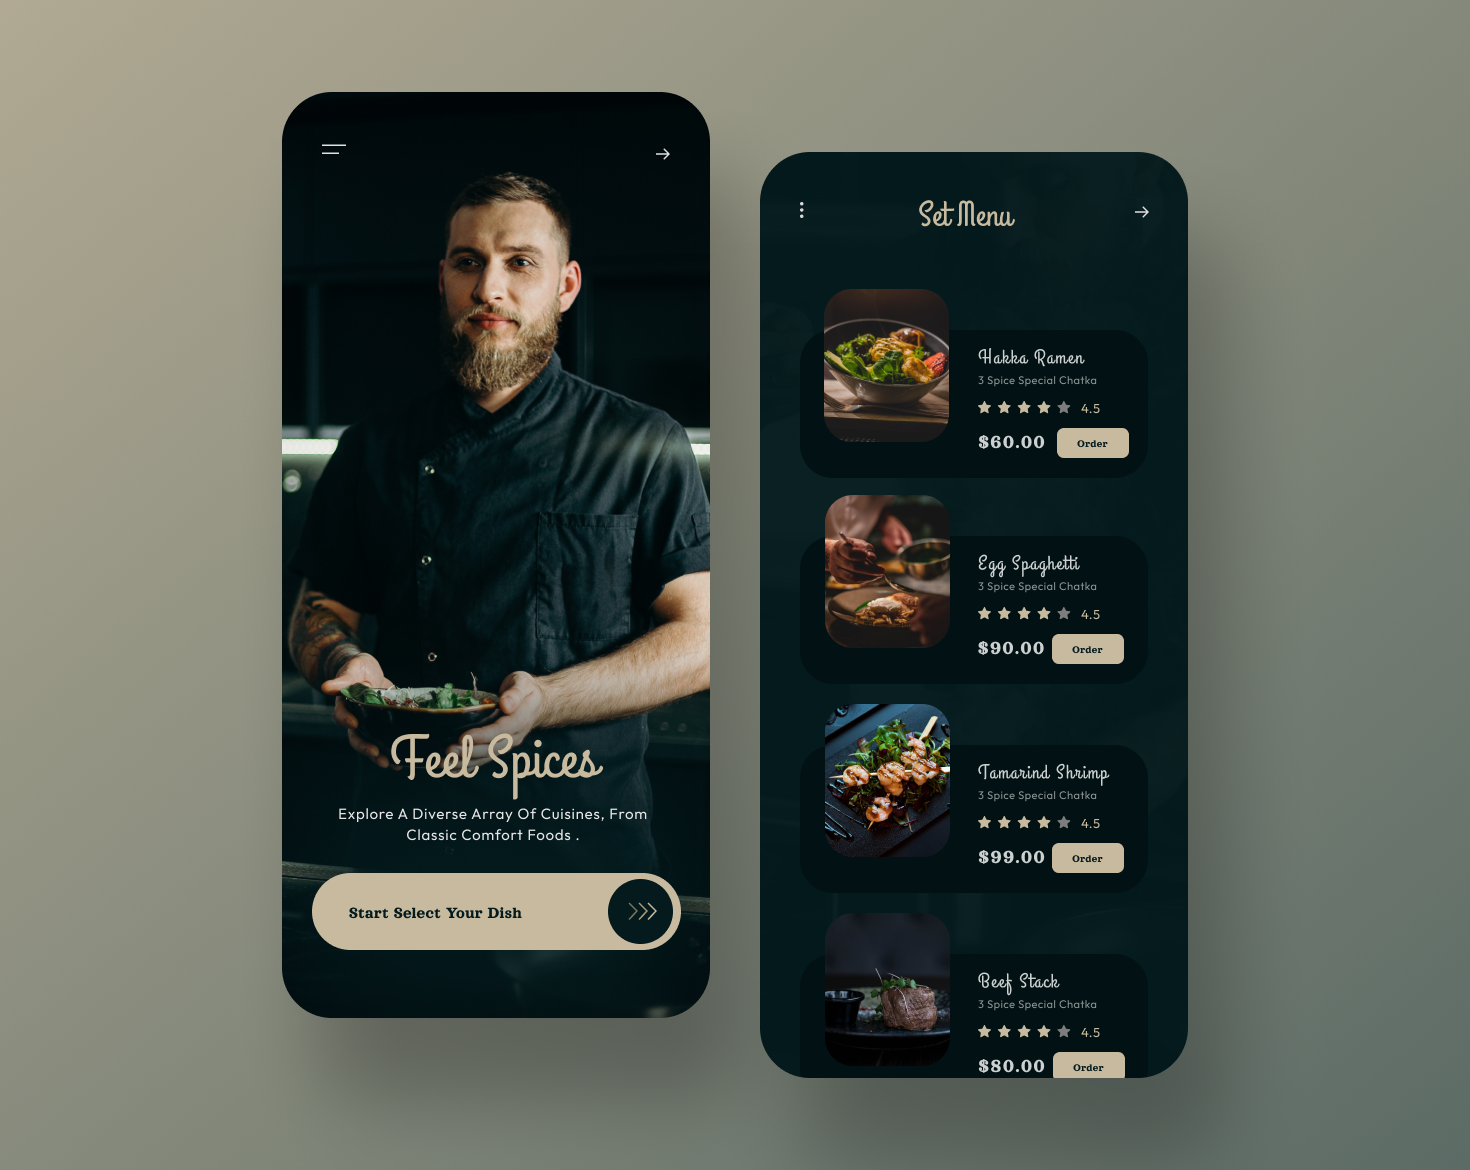 Feel Spices
Explore A Diverse Array Of Cuisines, From
Classic Comfort Foods .
Start Select Your Dish
Set Menu
Hakka Ramen
3 Spice Special Chatka
4.5
$60.00 Order
Egg Spaghetti
3 Spice Special Chatka
4.5
$90.00 Order
Tamarind Shrimp
3 Spice Special Chatka
4.5
$99.00 Order
Beef Stack
3 Spice Special Chatka
4.5
$80.00 Order